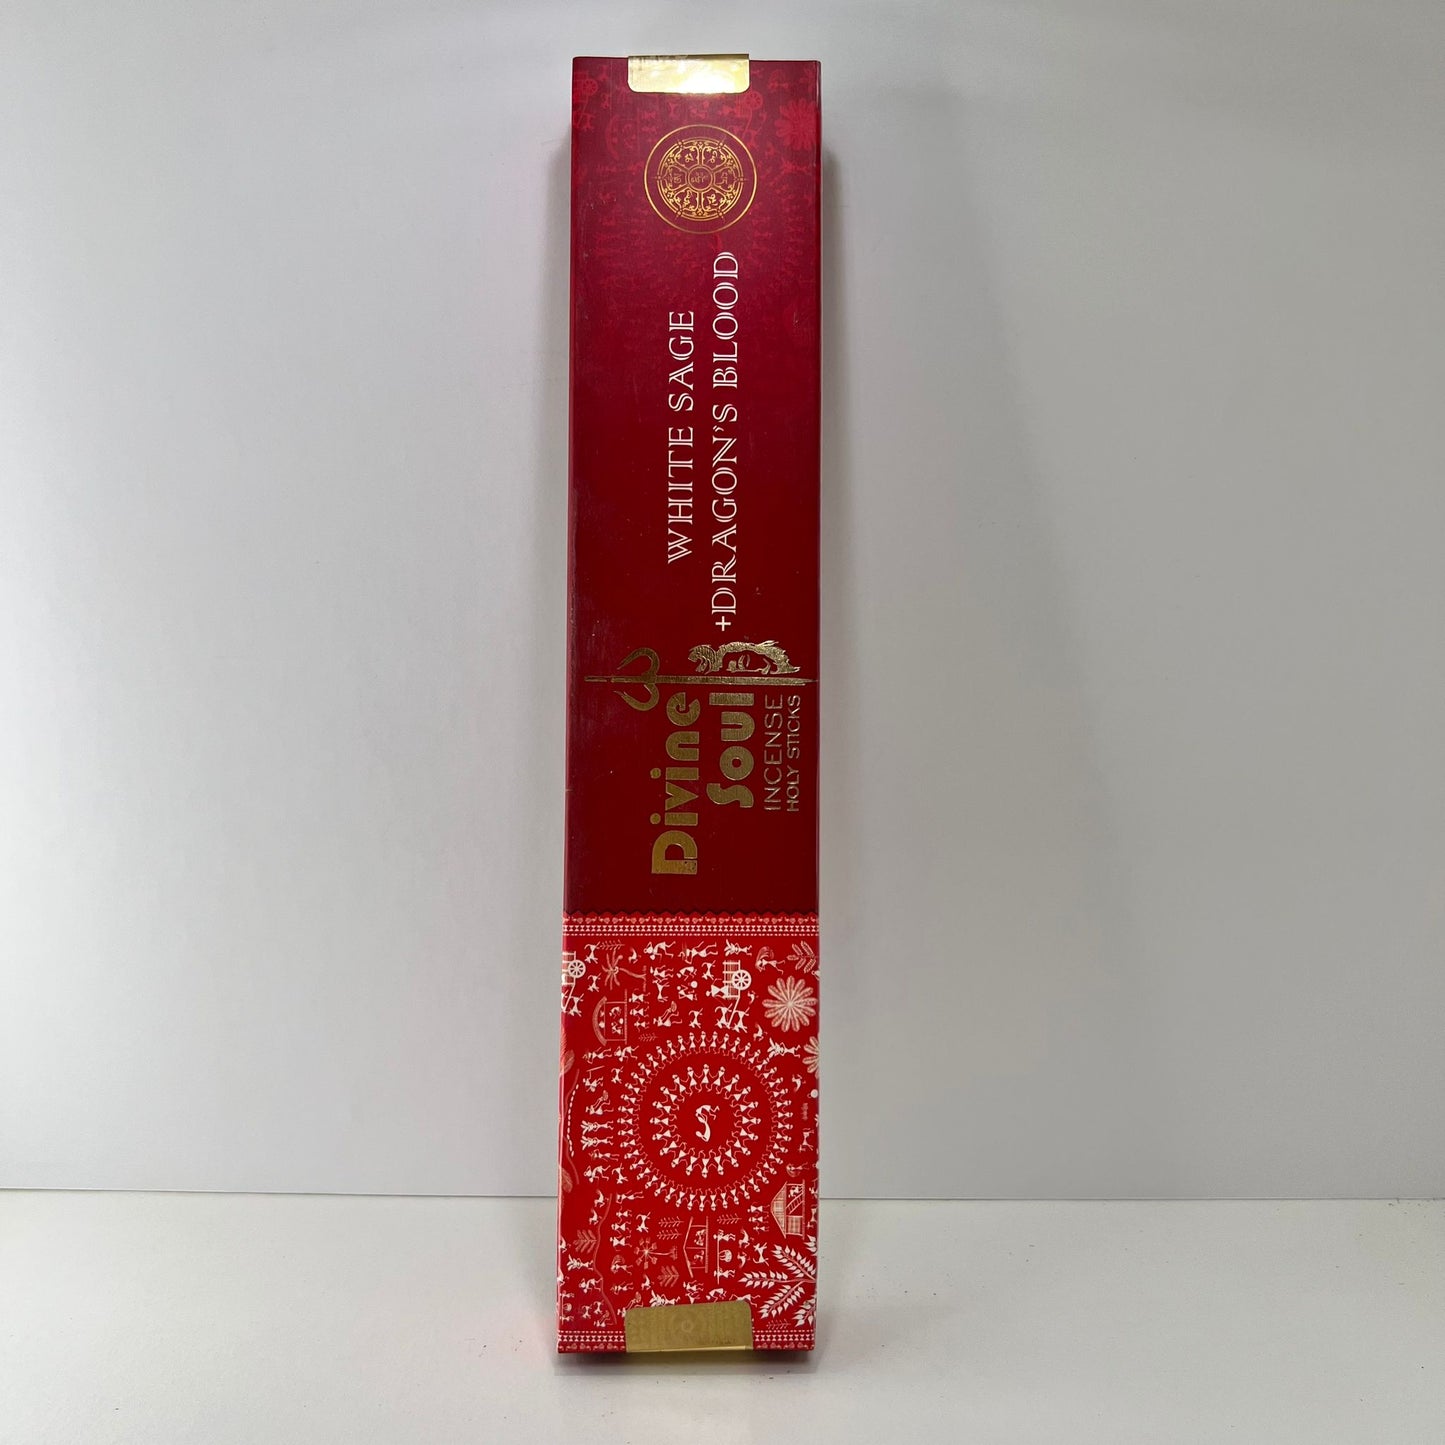 WHITE SAGE
+DRAGON'S BLOOD
Divine
Soul
INCENSE
HOLY STICKS